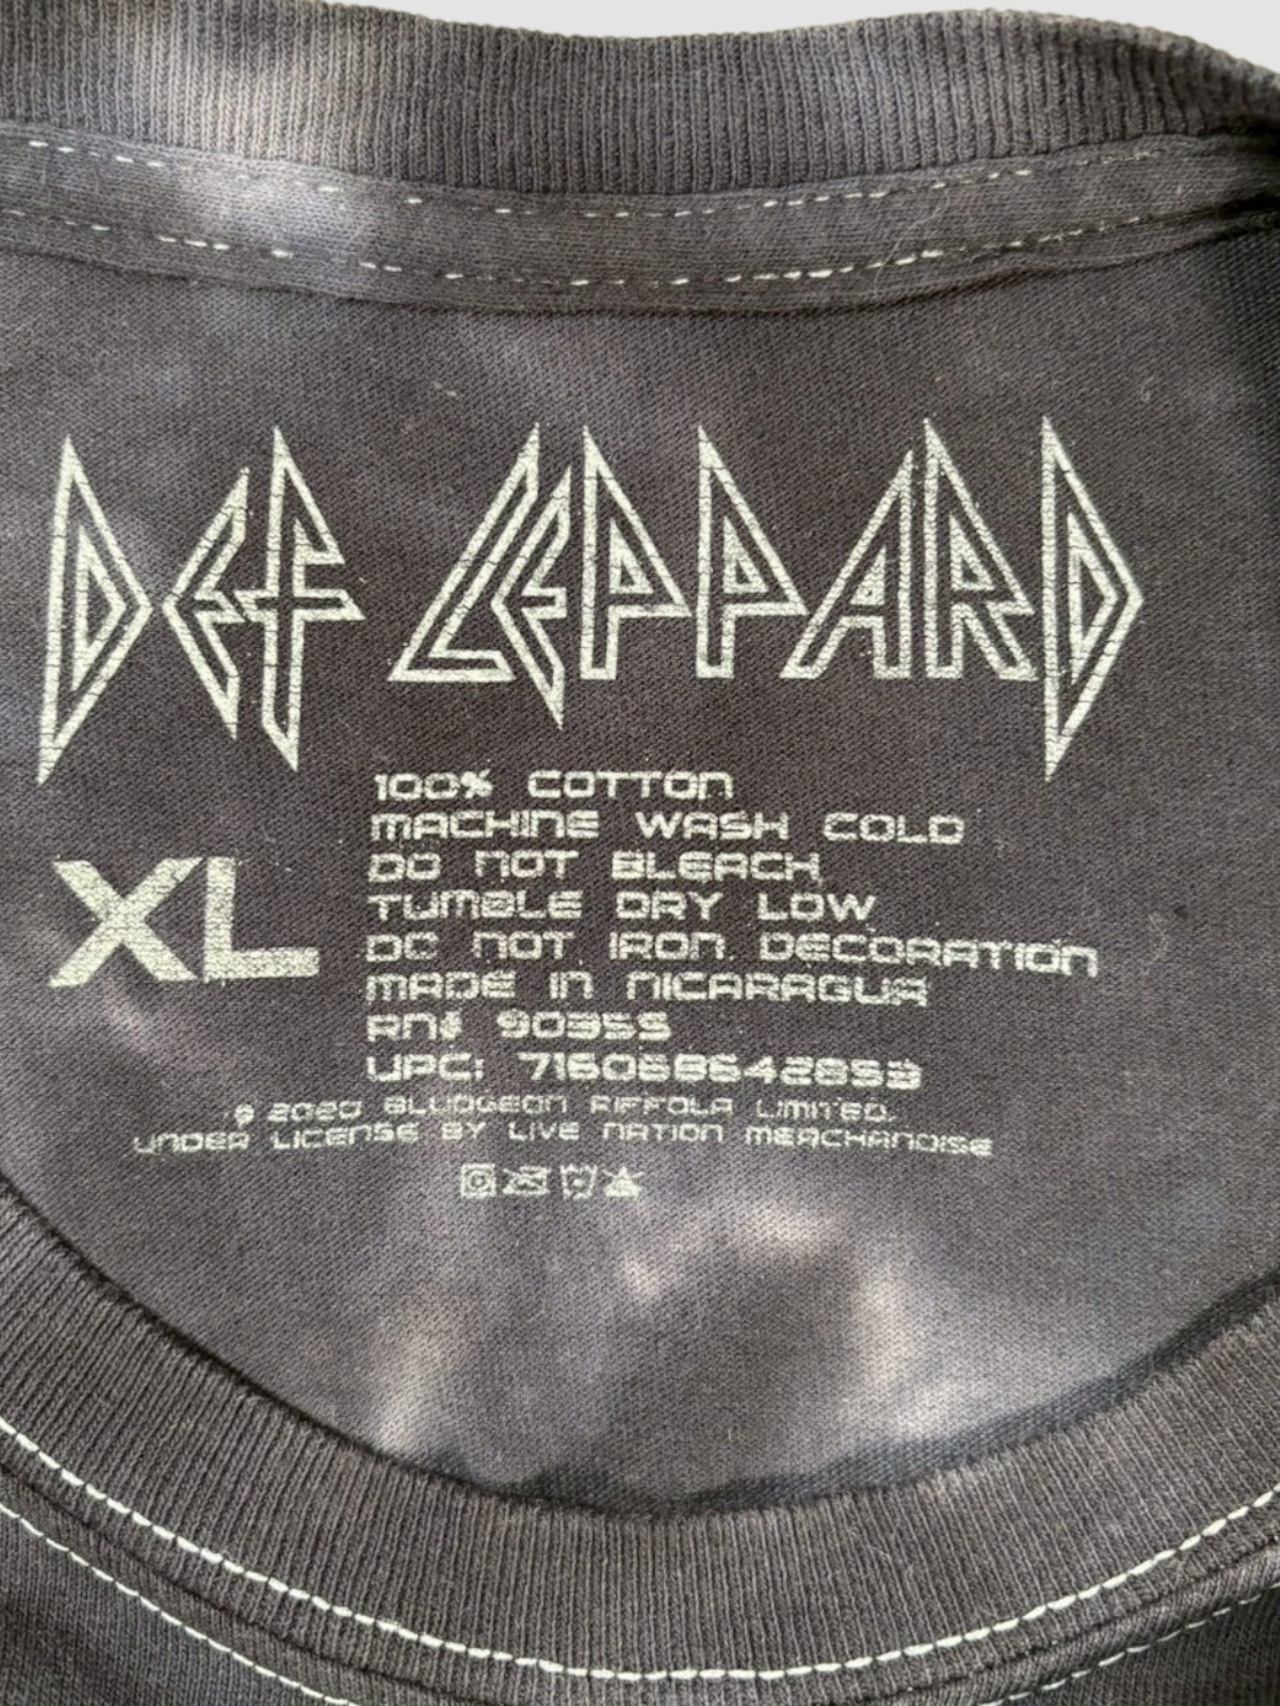 DEF LEPPARD
100% COTTON
MACHINE WASH COLD
DO NOT BLEACH
XL
TUMBLE DRY LOW
DO NOT IRON DECORATION
MADE IN NICARAGUA
RN# 90355
UPC: 716068642853
© 2020 BLUDGEON RIFFOLA LIMITED.
UNDER LICENSE BY LIVE NATION MERCHANDISE